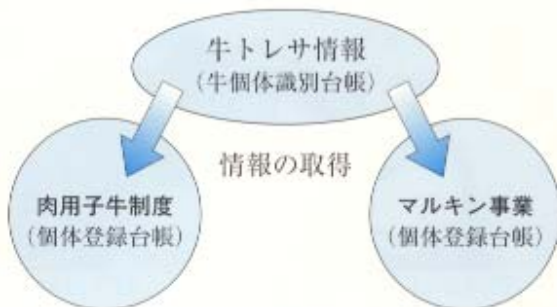 牛トレサ情報
（牛個体識別台帳）
情報の取得
肉用子牛制度
（個体登録台帳）
マルキン事業
（個体登録台帳）